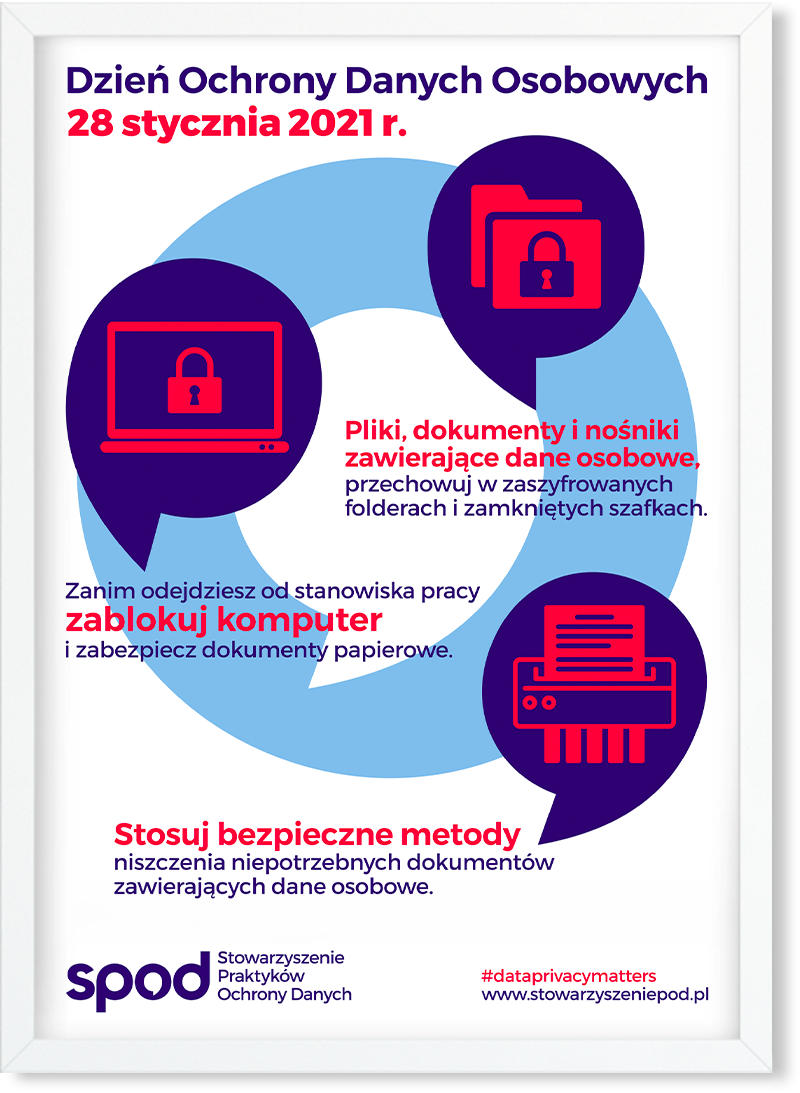 Dzień Ochrony Danych Osobowych
28 stycznia 2021 r.
Pliki, dokumenty i nośniki
zawierające dane osobowe,
przechowuj w zaszyfrowanych
folderach i zamkniętych szafkach.
Zanim odejdziesz od stanowiska pracy
zablokuj komputer
i zabezpiecz dokumenty papierowe.
Stosuj bezpieczne metody
niszczenia niepotrzebnych dokumentów
zawierających dane osobowe.
spod
Stowarzyszenie
Praktyków
Ochrony Danych
#dataprivacymatters
www.stowarzyszeniepod.pl